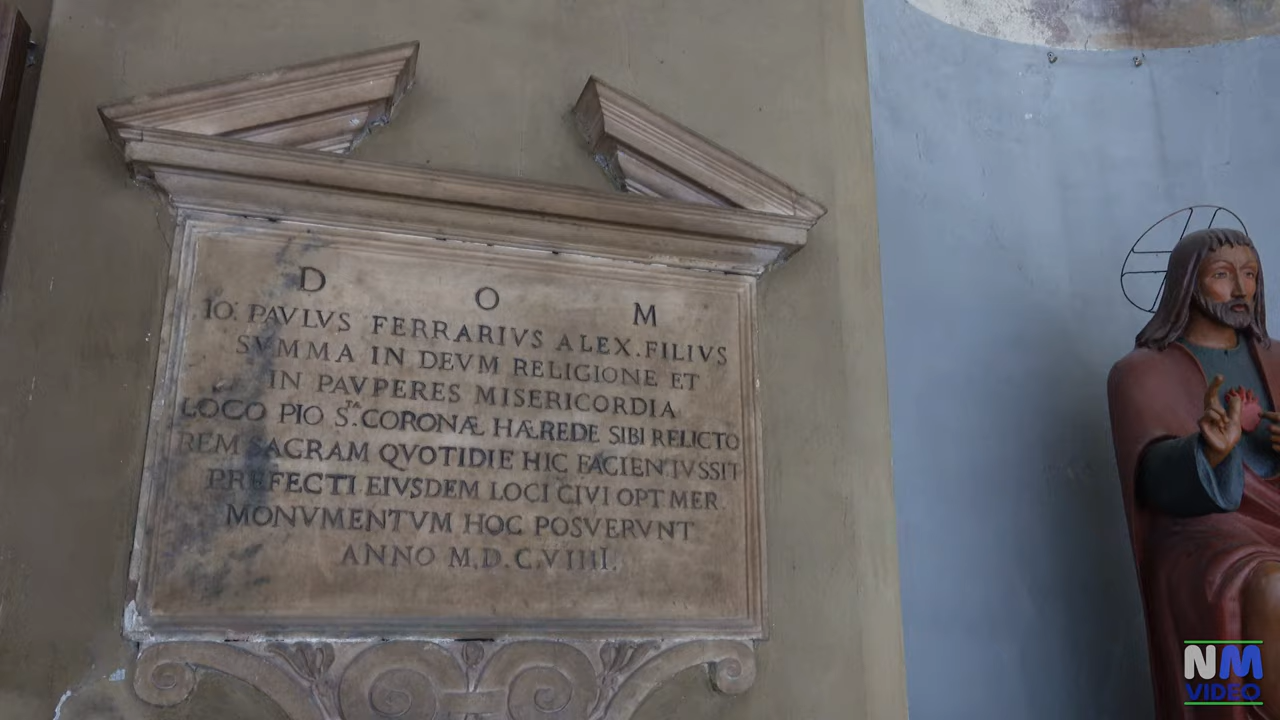 D O M
IO. PAVLVS FERRARIVS ALEX. FILIVS
SVMMA IN DEVM RELIGIONE ET
IN PAVPERES MISERICORDIA
LOCO PIO S.TA CORONÆ HÆREDE SIBI RELICTO
REM SACRAM QVOTIDIE HIC FACIEN. IVSSIT
PREFECTI EIVSDEM LOCI CIVI OPT MER.
MONVMENTVM HOC POSVERVNT
ANNO M.D.C.VIIII.
NM
VIDEO